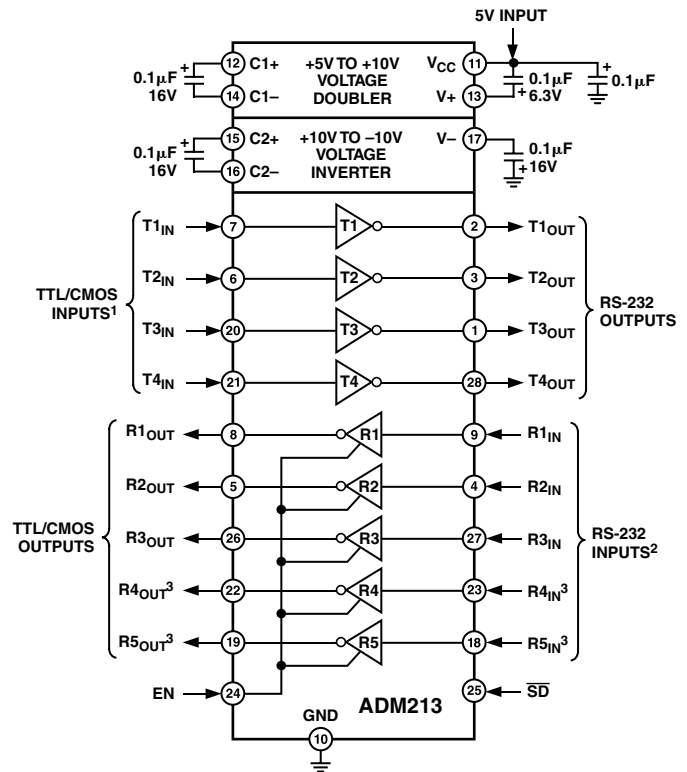 5V INPUT
12 C1+ +5V TO +10V VOLTAGE DOUBLER VCC 11
0.1µF 16V
14 C1– V+ 13
0.1µF 6.3V
0.1µF
15 C2+ +10V TO –10V VOLTAGE INVERTER V– 17
0.1µF 16V
16 C2–
0.1µF 16V
T1IN 7 T1 2 T1OUT
T2IN 6 T2 3 T2OUT
TTL/CMOS INPUTS1
RS-232 OUTPUTS
T3IN 20 T3 1 T3OUT
T4IN 21 T4 28 T4OUT
R1OUT 8 R1 9 R1IN
R2OUT 5 R2 4 R2IN
TTL/CMOS OUTPUTS
R3OUT 26 R3 27 R3IN
RS-232 INPUTS2
R4OUT3 22 R4 23 R4IN3
R5OUT3 19 R5 18 R5IN3
EN 24 25 SD
ADM213
GND
10